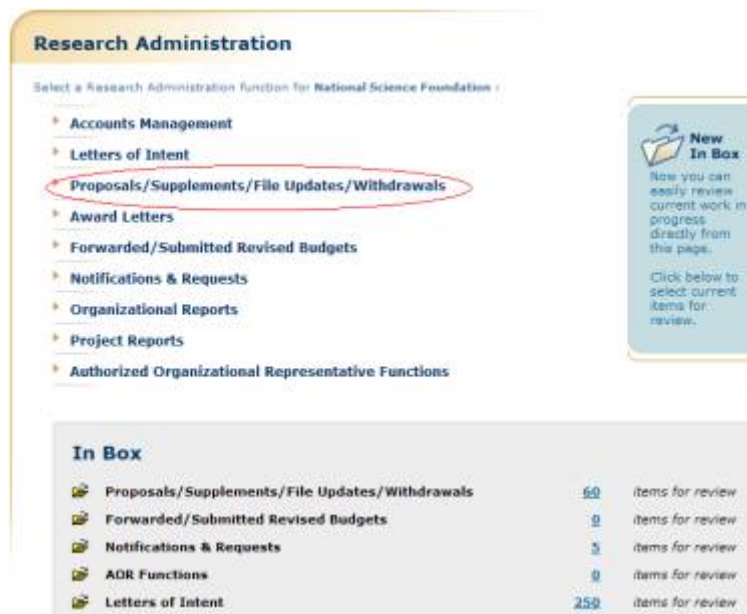 Research Administration
Select a Research Administration function for National Science Foundation :
Accounts Management
Letters of Intent
Proposals/Supplements/File Updates/Withdrawals
Award Letters
Forwarded/Submitted Revised Budgets
Notifications & Requests
Organizational Reports
Project Reports
Authorized Organizational Representative Functions
New
In Box
Now you can
easily review
current work in
progress
directly from
this page.
Click below to
select current
items for
review.
In Box
Proposals/Supplements/File Updates/Withdrawals 60 items for review
Forwarded/Submitted Revised Budgets 0 items for review
Notifications & Requests 5 items for review
AOR Functions 0 items for review
Letters of Intent 250 items for review